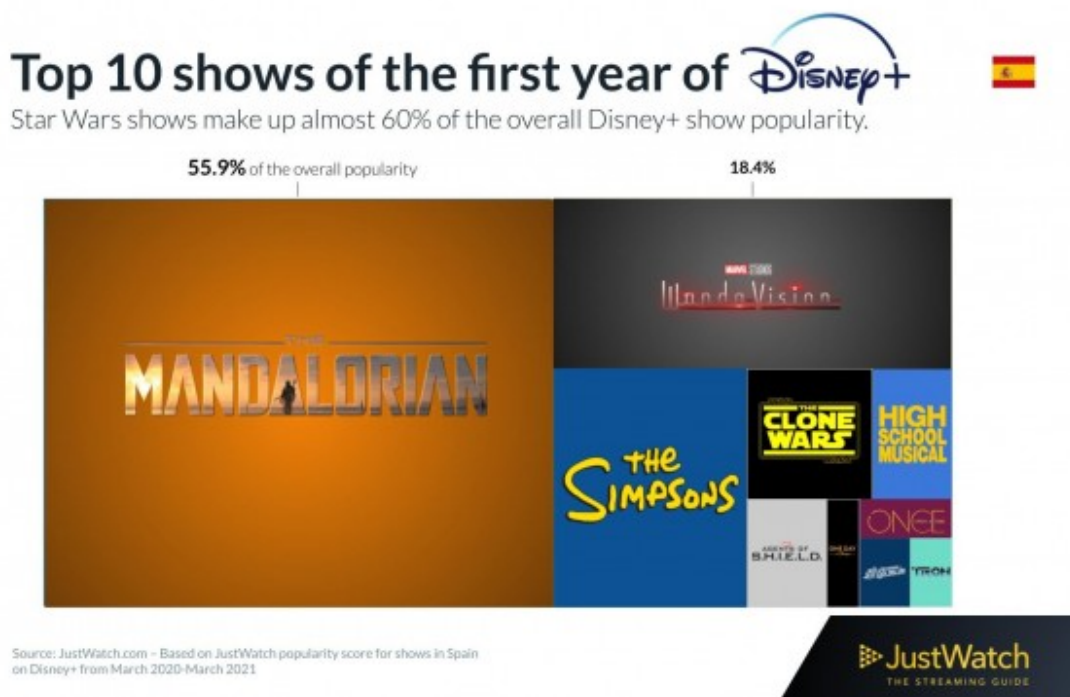 Top 10 shows of the first year of Disney+
Star Wars shows make up almost 60% of the overall Disney+ show popularity.
55.9% of the overall popularity
18.4%
MARVEL STUDIOS
WandaVision
THE
MANDALORIAN
THE
SIMPSONS
THE
CLONE
WARS
HIGH
SCHOOL
MUSICAL
AGENTS OF
S.H.I.E.L.D.
ONE DAY
ONCE
TRON
Source: JustWatch.com – Based on JustWatch popularity score for shows in Spain
on Disney+ from March 2020-March 2021
JustWatch
THE STREAMING GUIDE